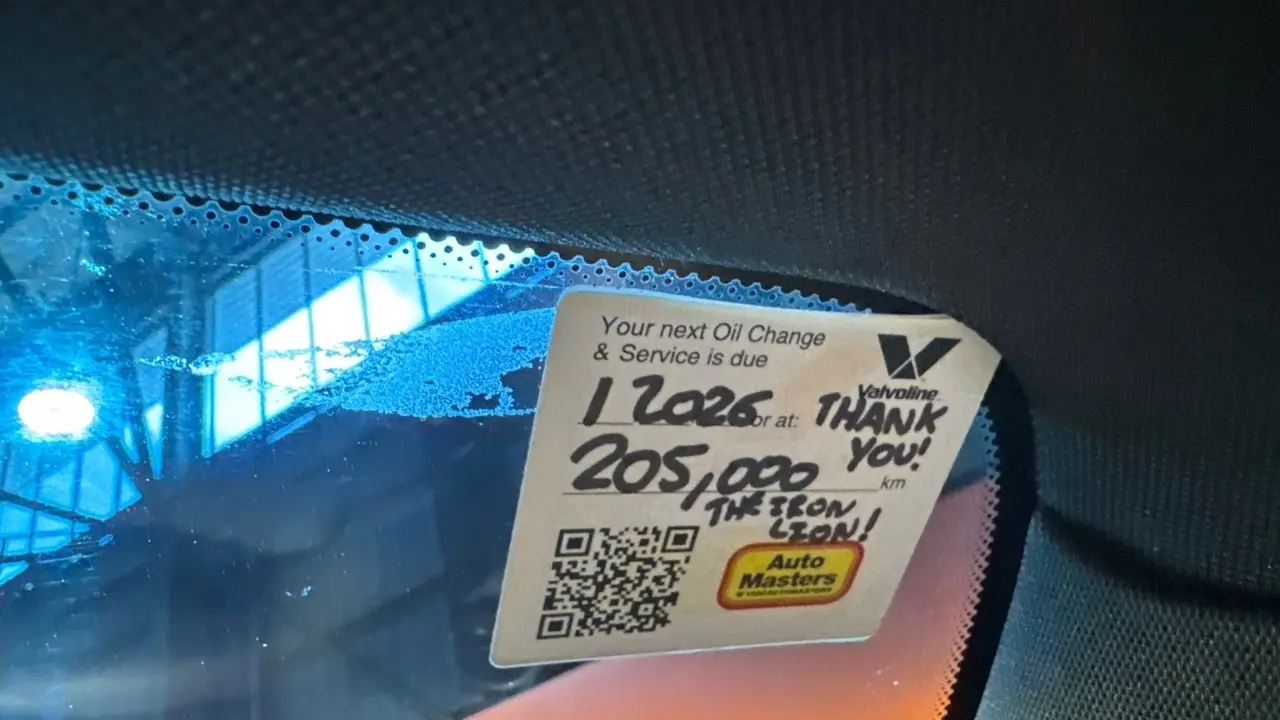 Your next Oil Change
& Service is due
1 2026 or at:
205,000 km
Valvoline
THANK
YOU!
THE IRON
LION!
Auto
Masters